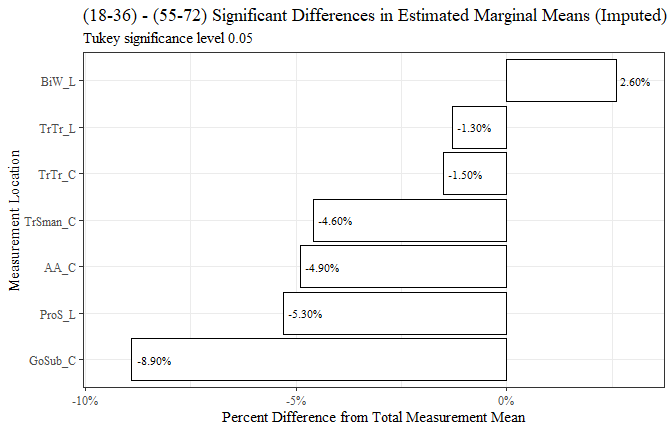 (18-36) - (55-72) Significant Differences in Estimated Marginal Means (Imputed)
Tukey significance level 0.05
Measurement Location
BiW_L
2.60%
TrTr_L
-1.30%
TrTr_C
-1.50%
TrSman_C
-4.60%
AA_C
-4.90%
ProS_L
-5.30%
GoSub_C
-8.90%
-10%
-5%
0%
Percent Difference from Total Measurement Mean